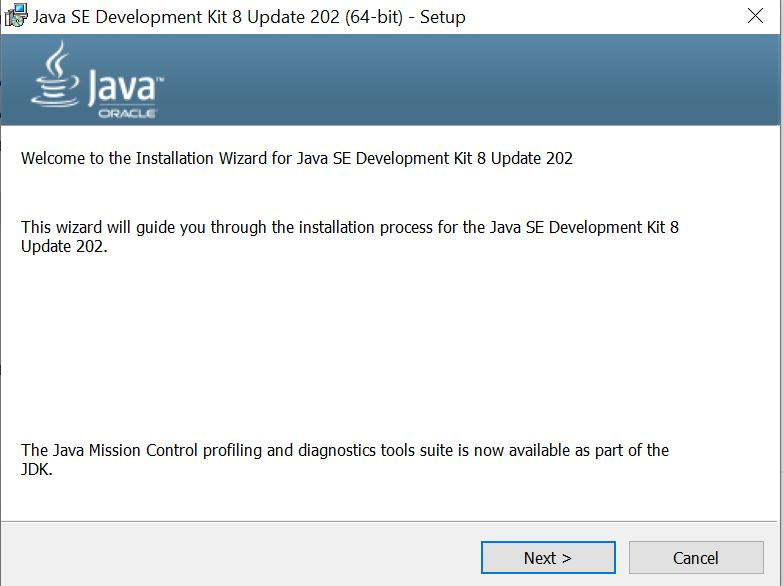 Java SE Development Kit 8 Update 202 (64-bit) - Setup
Java™
ORACLE
Welcome to the Installation Wizard for Java SE Development Kit 8 Update 202
This wizard will guide you through the installation process for the Java SE Development Kit 8
Update 202.
The Java Mission Control profiling and diagnostics tools suite is now available as part of the
JDK.
Next >
Cancel